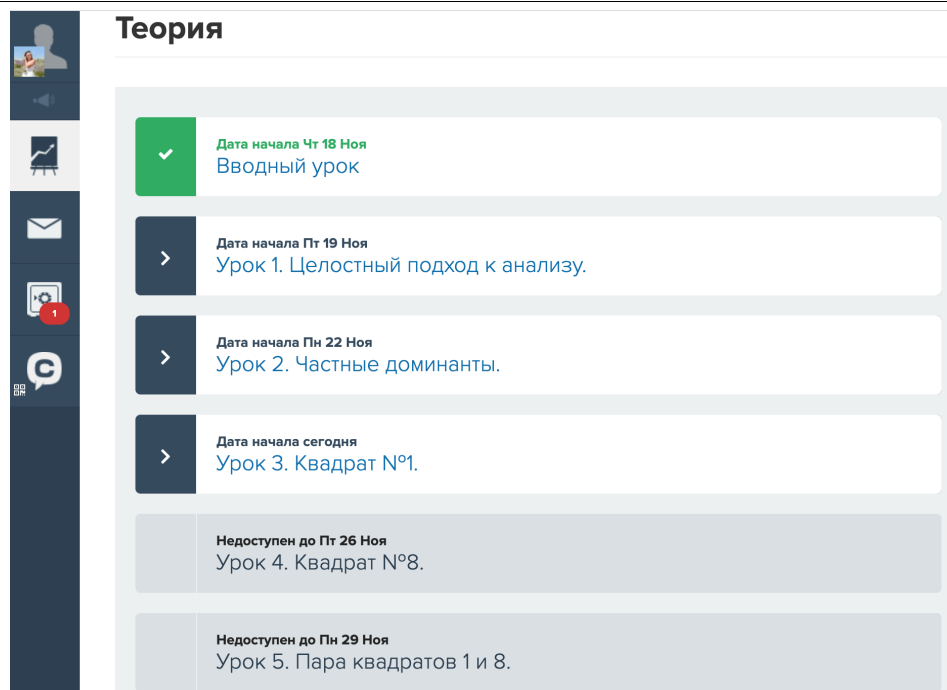 Теория
Дата начала Чт 18 Ноя
Вводный урок
Дата начала Пт 19 Ноя
Урок 1. Целостный подход к анализу.
Дата начала Пн 22 Ноя
Урок 2. Частные доминанты.
1
Дата начала сегодня
Урок 3. Квадрат №1.
Недоступен до Пт 26 Ноя
Урок 4. Квадрат №8.
Недоступен до Пн 29 Ноя
Урок 5. Пара квадратов 1 и 8.